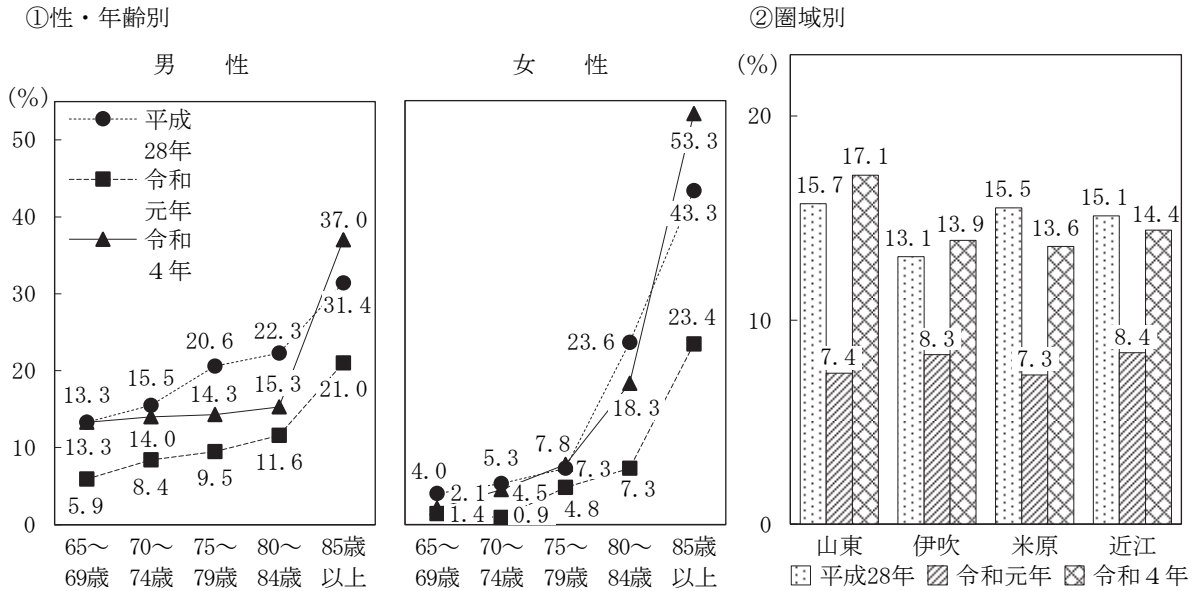 ①性・年齢別
男　性
(%)
50
40
30
20
10
0
平成
28年
令和
元年
令和
４年
13.3
15.5
20.6
22.3
37.0
31.4
13.3
14.0
14.3
15.3
21.0
5.9
8.4
9.5
11.6
65～
69歳
70～
74歳
75～
79歳
80～
84歳
85歳
以上
女　性
53.3
43.3
23.6
18.3
23.4
4.0
5.3
7.8
7.3
2.1
4.5
7.3
1.4
0.9
4.8
65～
69歳
70～
74歳
75～
79歳
80～
84歳
85歳
以上
②圏域別
(%)
20
10
0
15.7
7.4
17.1
13.1
8.3
13.9
15.5
7.3
13.6
15.1
8.4
14.4
山東
伊吹
米原
近江
平成28年
令和元年
令和４年